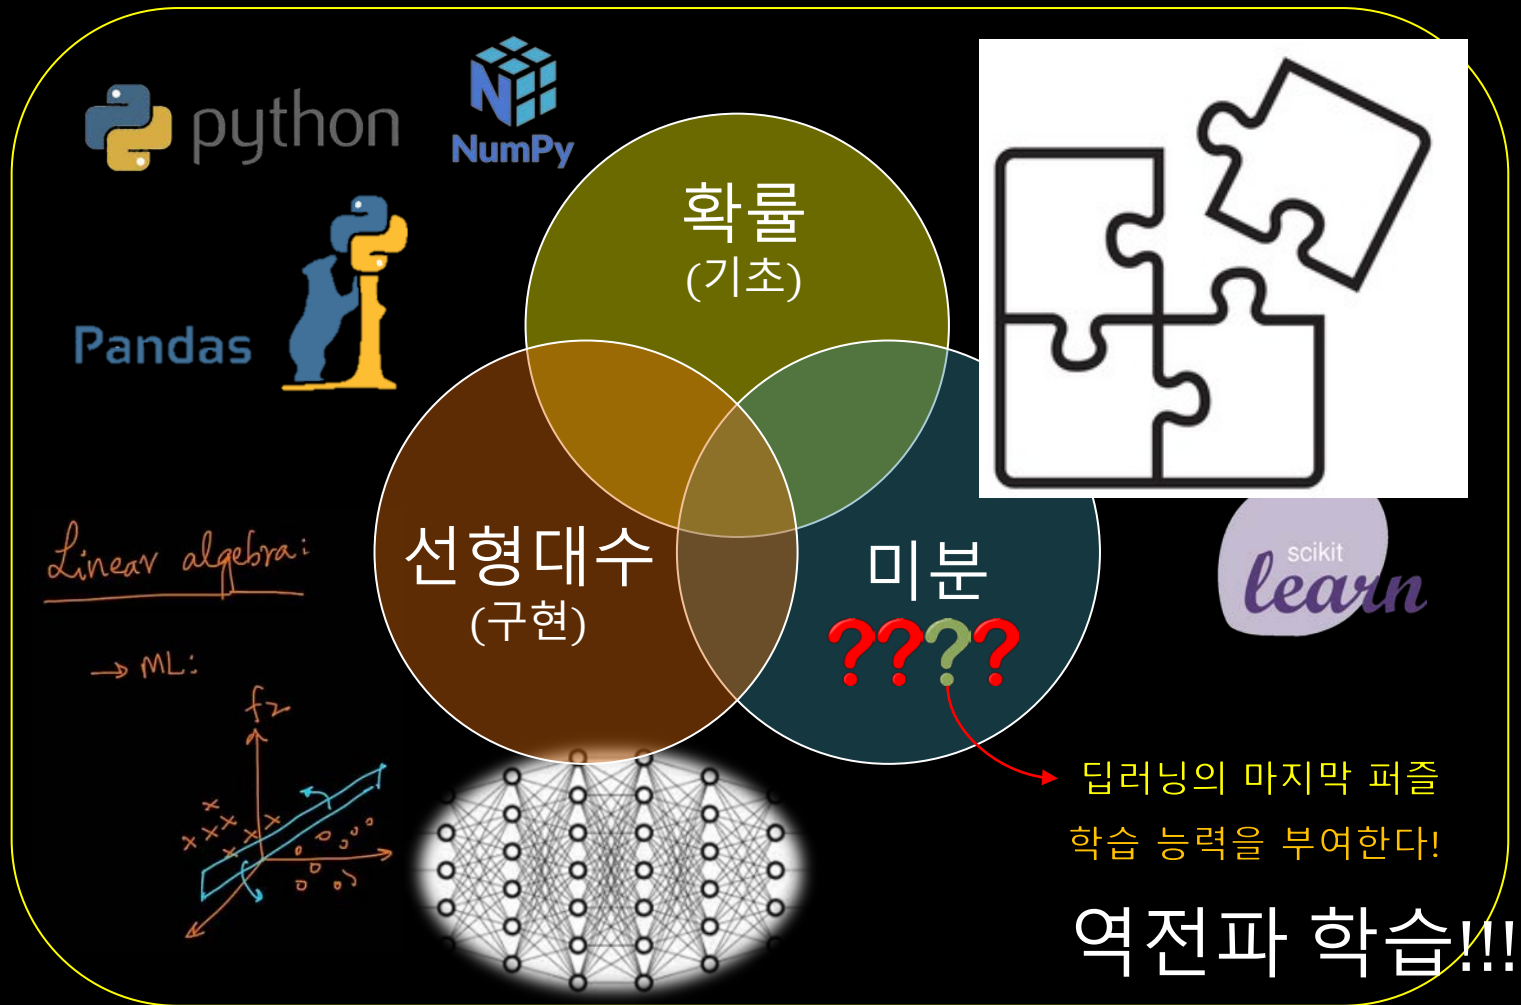 python
NumPy
Pandas
확률
(기초)
선형대수
(구현)
미분
????
scikit
learn
Linear algebra:
→ ML:
f2
딥러닝의 마지막 퍼즐
학습 능력을 부여한다!
역전파 학습!!!